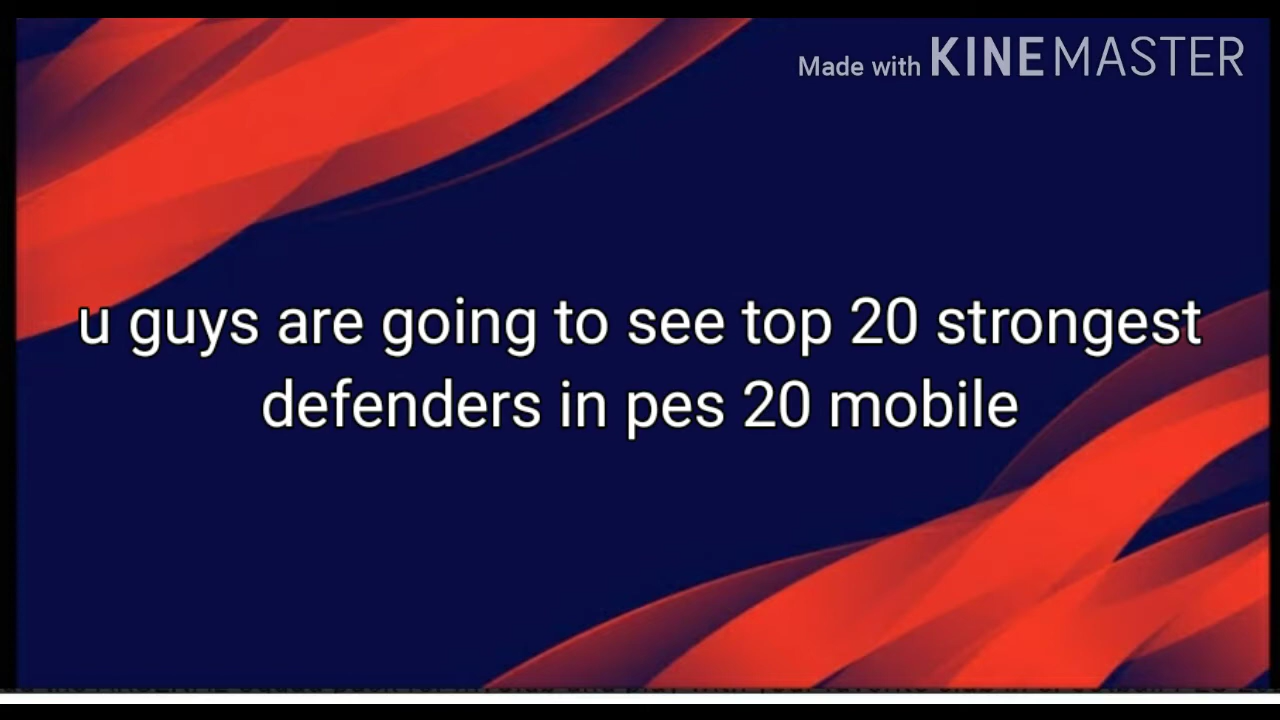 Made with KINEMASTER
u guys are going to see top 20 strongest
defenders in pes 20 mobile